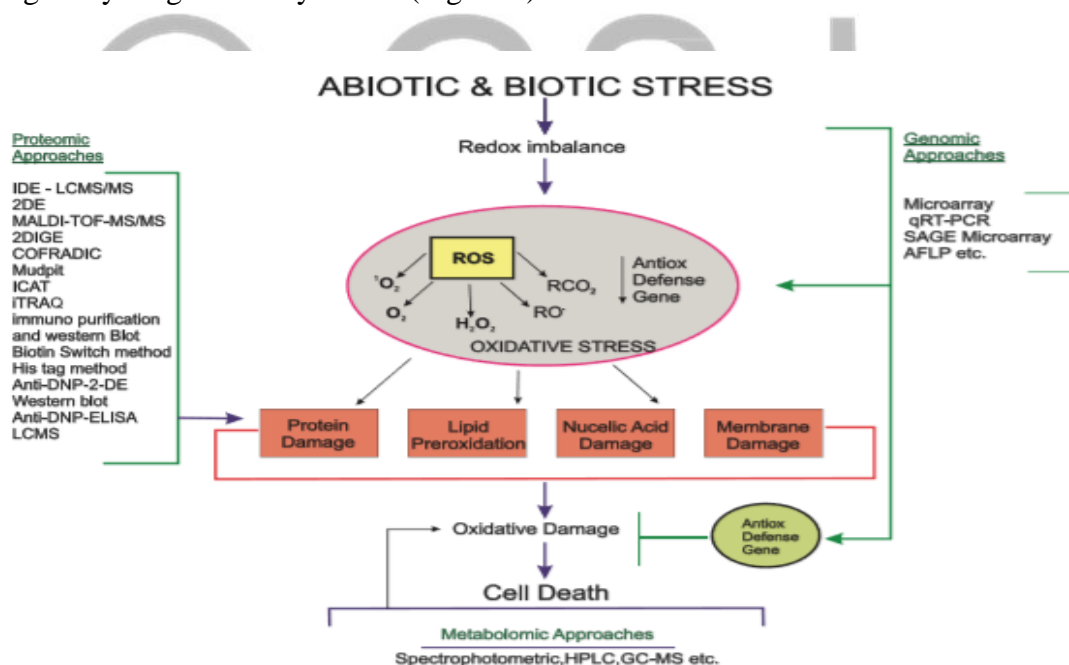 ABIOTIC & BIOTIC STRESS
Redox imbalance
Proteomic
Approaches
IDE - LCMS/MS
2DE
MALDI-TOF-MS/MS
2DIGE
COFRADIC
Mudpit
ICAT
iTRAQ
immuno purification
and western Blot
Biotin Switch method
His tag method
Anti-DNP-2-DE
Western blot
Anti-DNP-ELISA
LCMS
Genomic
Approaches
Microarray
qRT-PCR
SAGE Microarray
AFLP etc.
ROS
¹O₂
O₂
H₂O₂
RO·
RCO₂
Antiox
Defense
Gene
OXIDATIVE STRESS
Protein
Damage
Lipid
Preroxidation
Nucelic Acid
Damage
Membrane
Damage
Oxidative Damage
Antiox
Defense
Gene
Cell Death
Metabolomic Approaches
Spectrophotometric,HPLC,GC-MS etc.